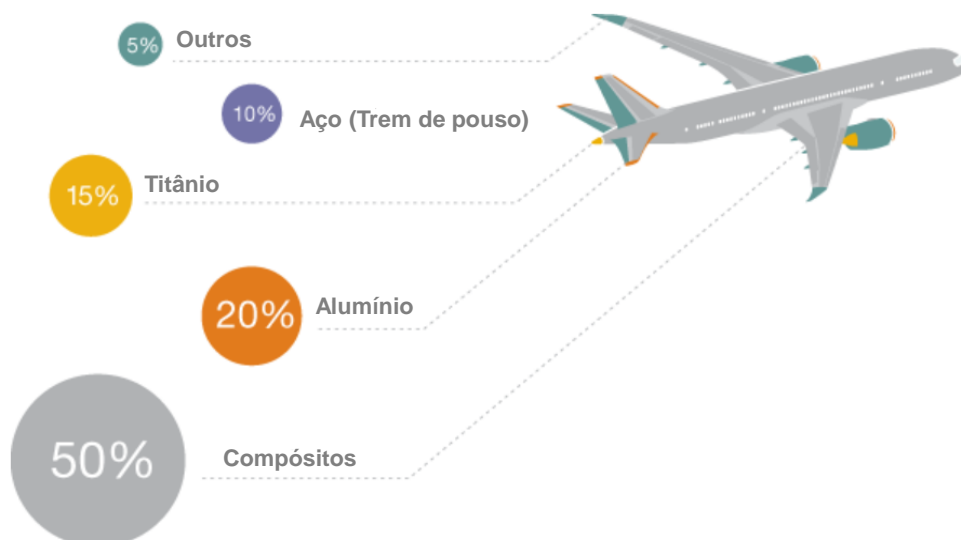 5% Outros
10% Aço (Trem de pouso)
15% Titânio
20% Alumínio
50% Compósitos